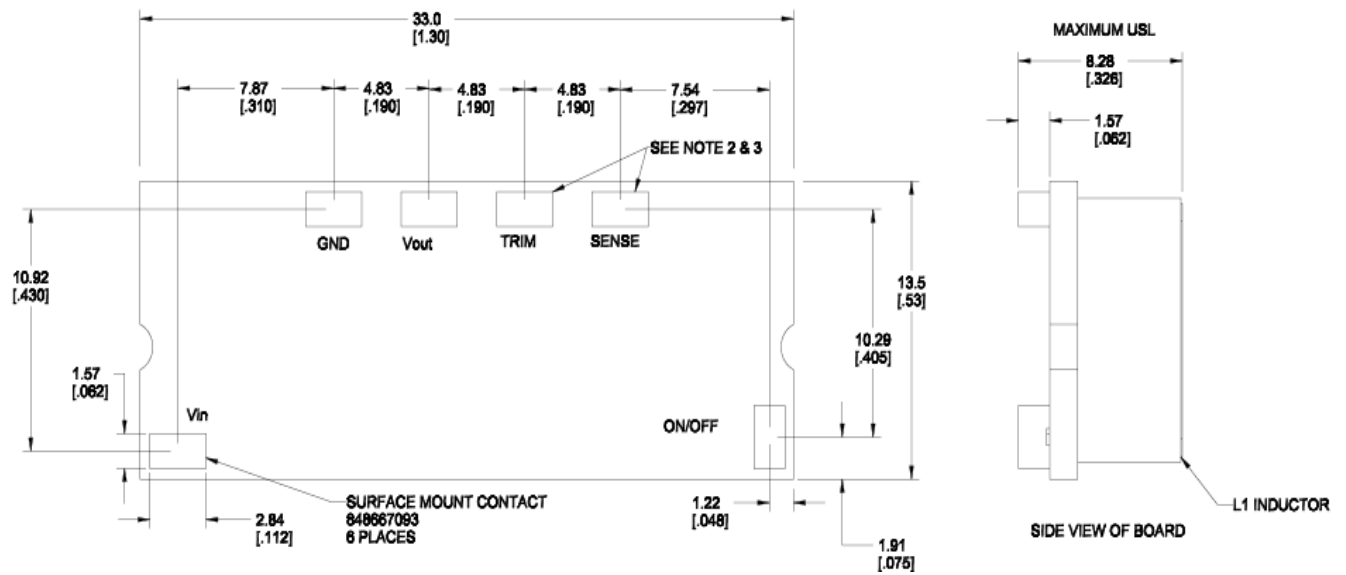 33.0
[1.30]
MAXIMUM USL
8.28
[.326]
7.87
[.310]
4.83
[.190]
4.83
[.190]
4.83
[.190]
7.54
[.297]
1.57
[.062]
SEE NOTE 2 & 3
GND
Vout
TRIM
SENSE
10.92
[.430]
13.5
[.53]
10.29
[.405]
1.57
[.062]
Vin
ON/OFF
SURFACE MOUNT CONTACT
848667093
6 PLACES
2.84
[.112]
1.22
[.048]
1.91
[.075]
L1 INDUCTOR
SIDE VIEW OF BOARD